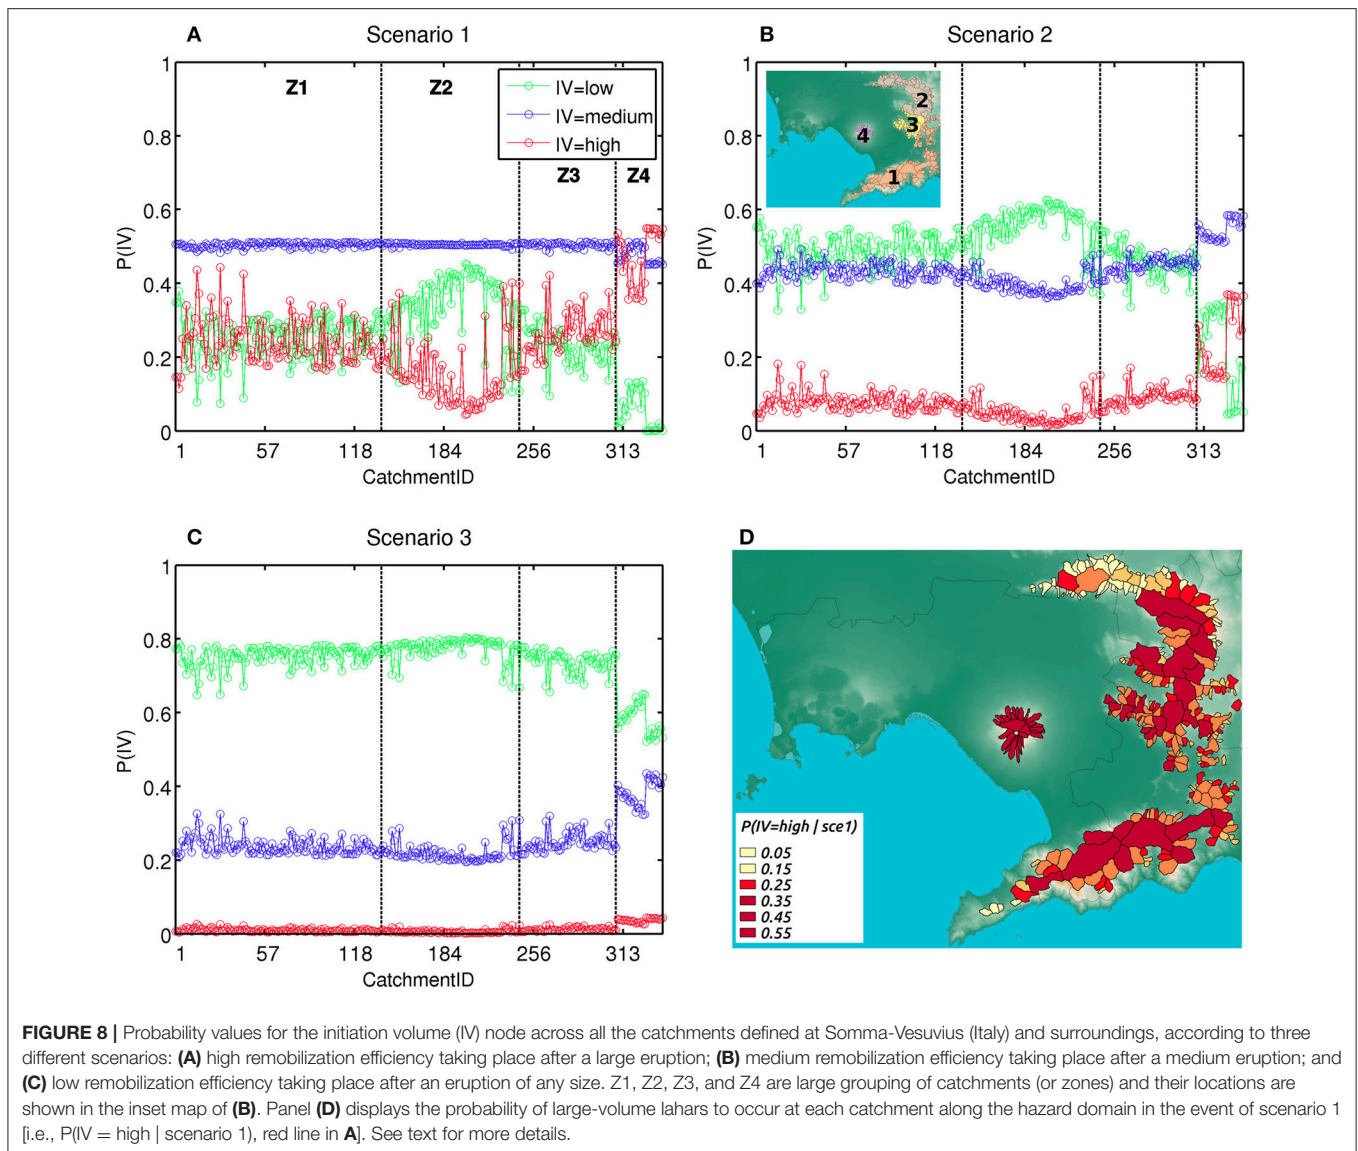 A Scenario 1
1
0.8
0.6
0.4
0.2
0
P(IV)
Z1 Z2 Z3 Z4
IV=low
IV=medium
IV=high
1 57 118 184 256 313
CatchmentID
B Scenario 2
1
0.8
0.6
0.4
0.2
0
P(IV)
2
3
4
1
1 57 118 184 256 313
CatchmentID
C Scenario 3
1
0.8
0.6
0.4
0.2
0
P(IV)
1 57 118 184 256 313
CatchmentID
D
P(IV=high | sce1)
0.05
0.15
0.25
0.35
0.45
0.55
FIGURE 8 | Probability values for the initiation volume (IV) node across all the catchments defined at Somma-Vesuvius (Italy) and surroundings, according to three
different scenarios: (A) high remobilization efficiency taking place after a large eruption; (B) medium remobilization efficiency taking place after a medium eruption; and
(C) low remobilization efficiency taking place after an eruption of any size. Z1, Z2, Z3, and Z4 are large grouping of catchments (or zones) and their locations are
shown in the inset map of (B). Panel (D) displays the probability of large-volume lahars to occur at each catchment along the hazard domain in the event of scenario 1
[i.e., P(IV = high | scenario 1), red line in A]. See text for more details.